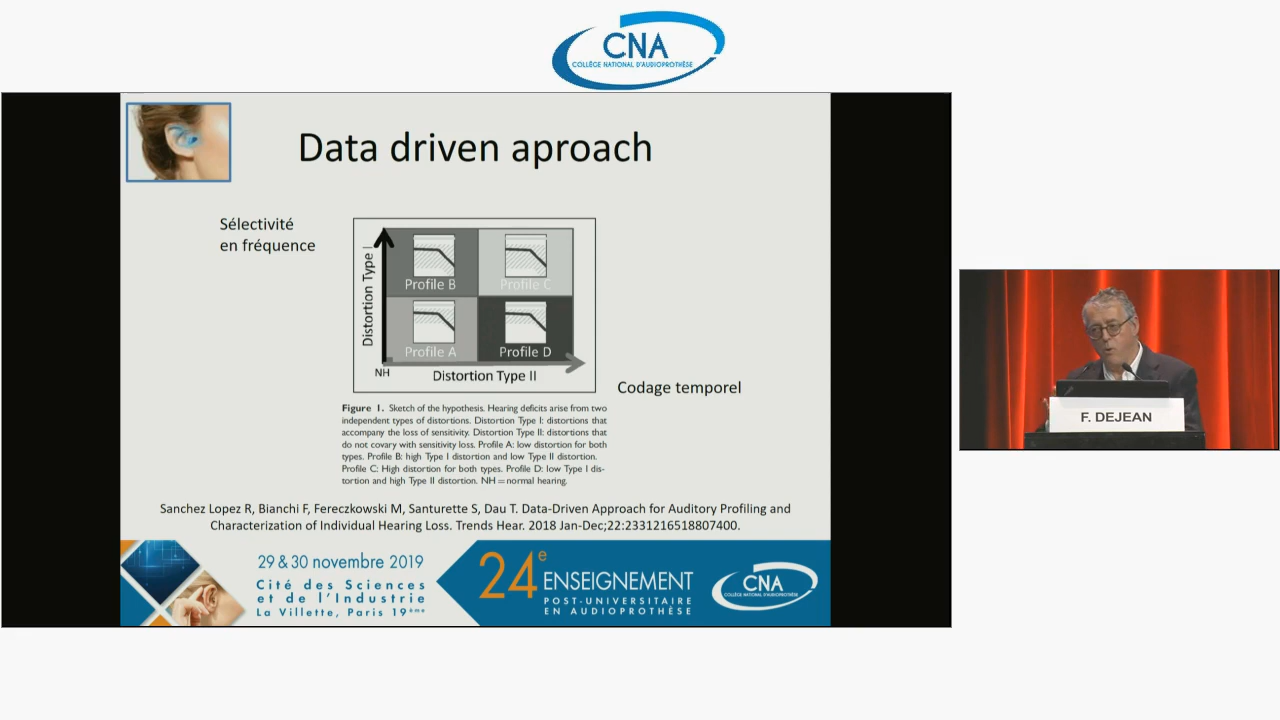 CNA
COLLÈGE NATIONAL D'AUDIOPROTHÈSE
Data driven aproach
Sélectivité
en fréquence
Distortion Type I
Profile B
Profile C
Profile A
Profile D
NH
Distortion Type II
Codage temporel
Figure 1. Sketch of the hypothesis. Hearing deficits arise from two
independent types of distortions. Distortion Type I: distortions that
accompany the loss of sensitivity. Distortion Type II: distortions that
do not covary with sensitivity loss. Profile A: low distortion for both
types. Profile B: high Type I distortion and low Type II distortion.
Profile C: High distortion for both types. Profile D: low Type I dis-
tortion and high Type II distortion. NH = normal hearing.
Sanchez Lopez R, Bianchi F, Fereczkowski M, Santurette S, Dau T. Data-Driven Approach for Auditory Profiling and
Characterization of Individual Hearing Loss. Trends Hear. 2018 Jan-Dec;22:2331216518807400.
29 & 30 novembre 2019
Cité des Sciences
et de l'Industrie
La Villette, Paris 19ème
24e ENSEIGNEMENT
POST-UNIVERSITAIRE
EN AUDIOPROTHÈSE
CNA
COLLÈGE NATIONAL D'AUDIOPROTHÈSE
F. DEJEAN